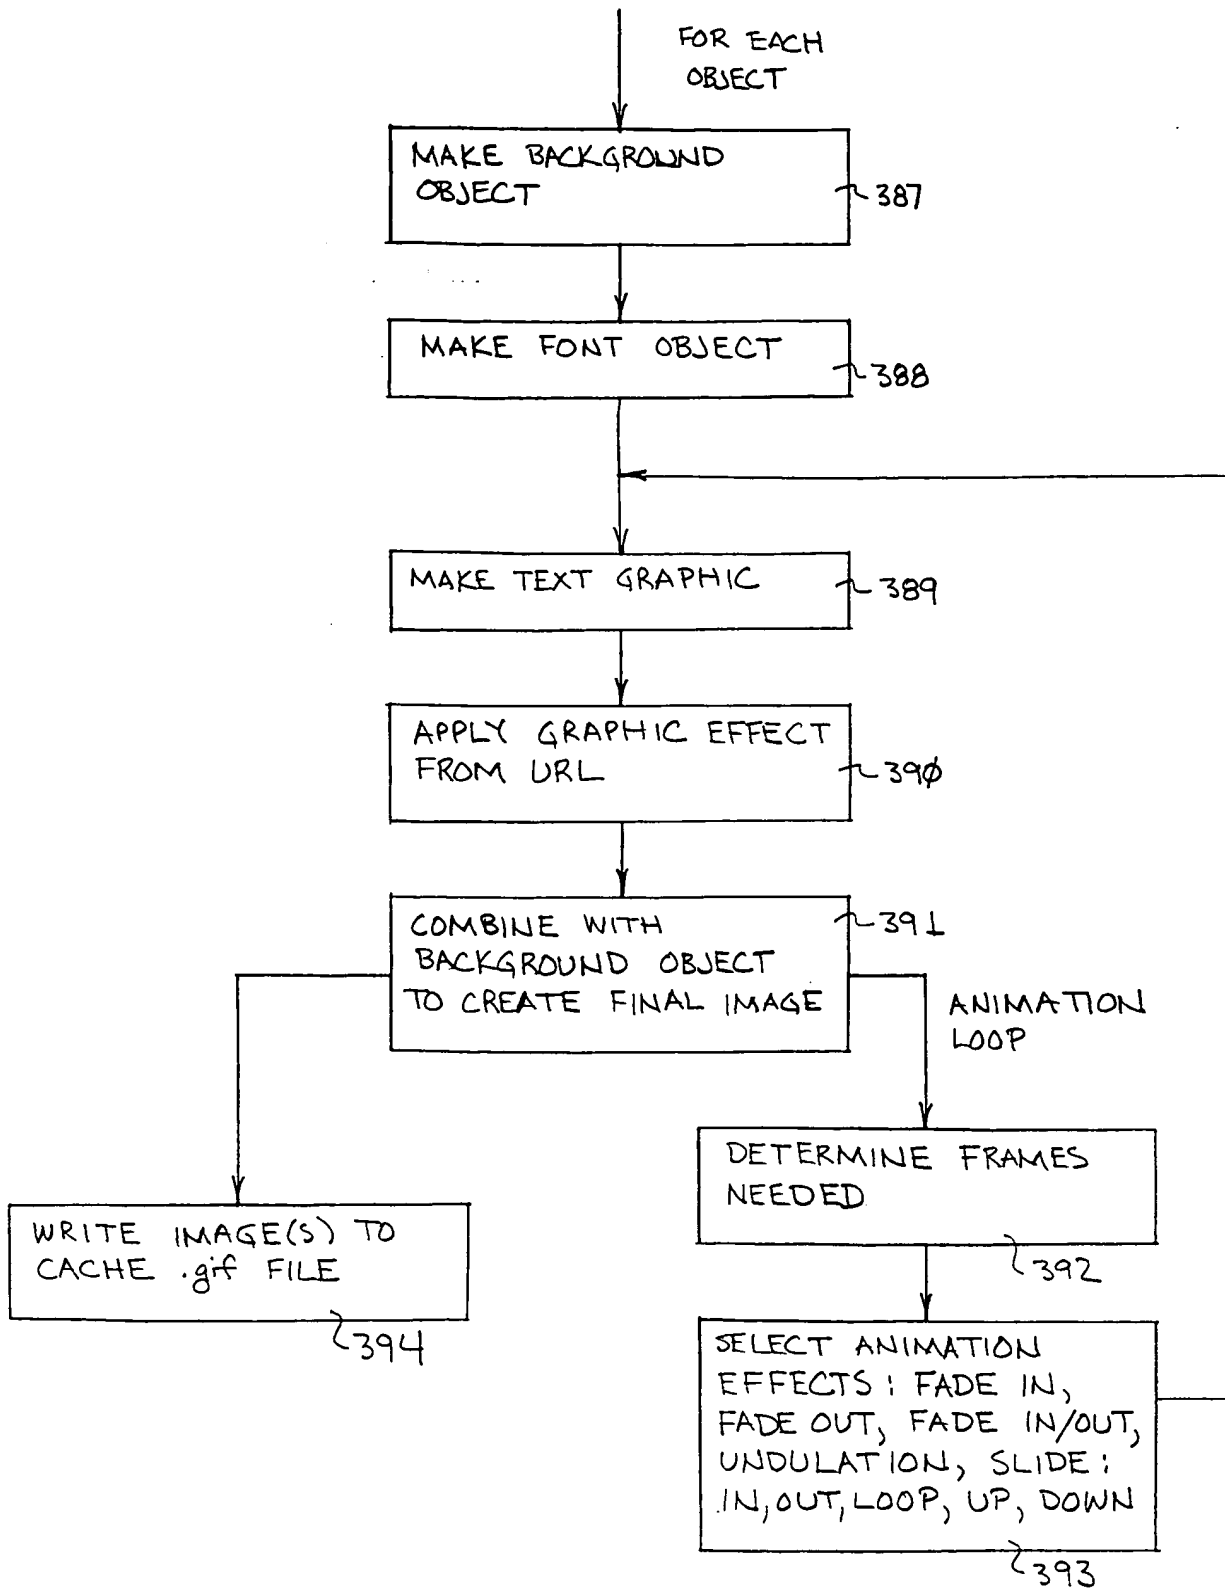 FOR EACH
OBJECT
MAKE BACKGROUND
OBJECT
387
MAKE FONT OBJECT
388
MAKE TEXT GRAPHIC
389
APPLY GRAPHIC EFFECT
FROM URL
390
COMBINE WITH
BACKGROUND OBJECT
TO CREATE FINAL IMAGE
391
ANIMATION
LOOP
DETERMINE FRAMES
NEEDED
392
WRITE IMAGE(S) TO
CACHE .gif FILE
394
SELECT ANIMATION
EFFECTS: FADE IN,
FADE OUT, FADE IN/OUT,
UNDULATION, SLIDE:
IN, OUT, LOOP, UP, DOWN
393